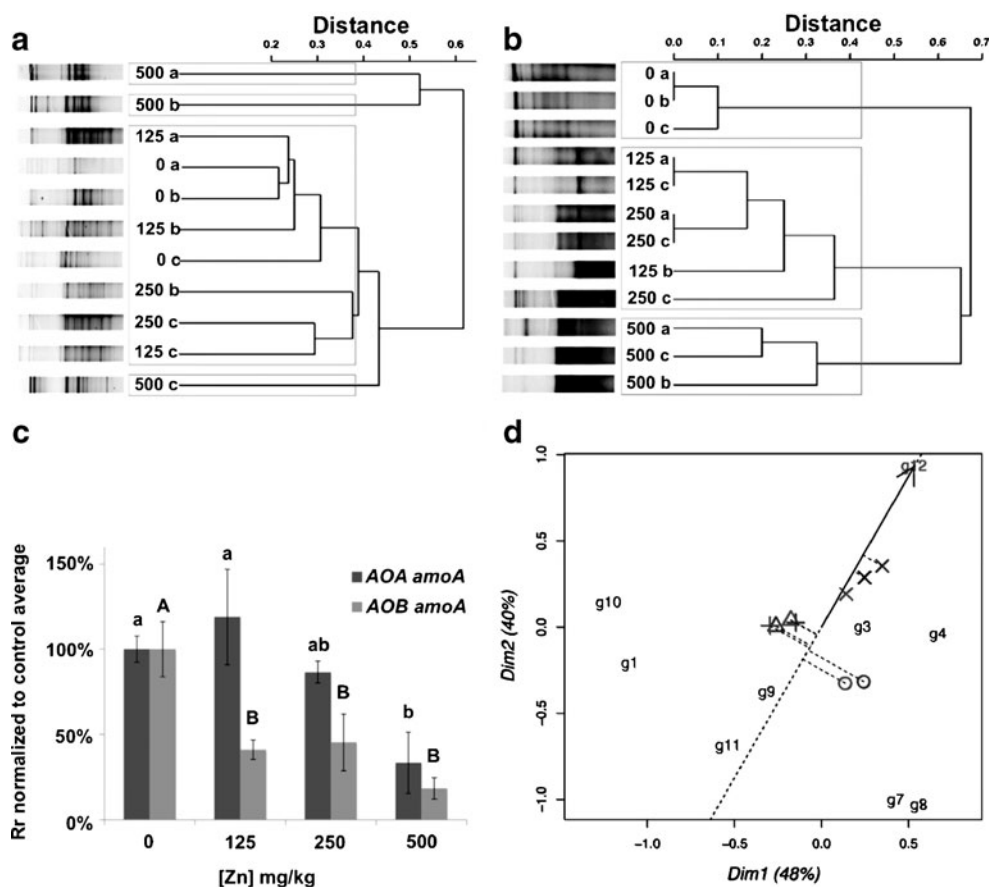 a
Distance
0.2 0.3 0.4 0.5 0.6
500 a
500 b
125 a
0 a
0 b
125 b
0 c
250 b
250 c
125 c
500 c
b
Distance
0.0 0.1 0.2 0.3 0.4 0.5 0.6 0.7
0 a
0 b
0 c
125 a
125 c
250 a
250 c
125 b
250 c
500 a
500 c
500 b
c
Rr normalized to control average
150%
100%
50%
0%
a
A
a
B
ab
B
b
B
AOA amoA
AOB amoA
0 125 250 500
[Zn] mg/kg
d
Dim2 (40%)
1.0
0.5
0.0
−0.5
−1.0
g12
g10
g3
g4
g1
g9
g11
g7
g8
−1.0 −0.5 0.0 0.5
Dim1 (48%)